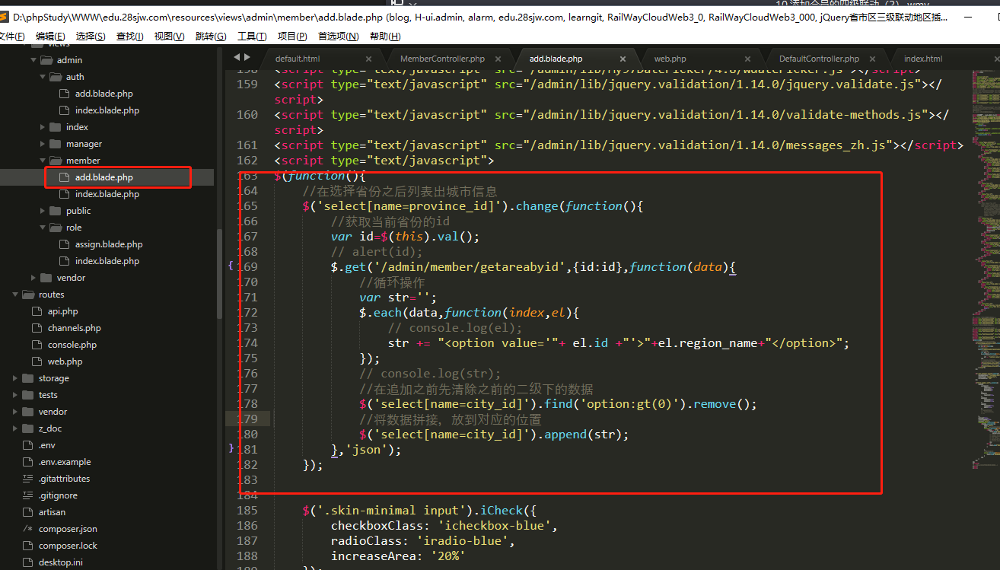 10.添加会员的四级联动（2）.wmv
D:\phpStudy\WWW\edu.28sjw.com\resources\views\admin\member\add.blade.php (blog, H-ui.admin, alarm, edu.28sjw.com, learngit, RailWayCloudWeb3_0, RailWayCloudWeb3_000, jQuery省市区三级联动地区插...
文件(F) 编辑(E) 选择(S) 查找(I) 视图(V) 跳转(G) 工具(T) 项目(P) 首选项(N) 帮助(H)
views
admin
auth
add.blade.php
index.blade.php
index
manager
member
add.blade.php
index.blade.php
public
role
assign.blade.php
index.blade.php
vendor
routes
api.php
channels.php
console.php
web.php
storage
tests
vendor
z_doc
.env
.env.example
.gitattributes
.gitignore
artisan
composer.json
composer.lock
desktop.ini
default.html × MemberController.php × add.blade.php × web.php × DefaultController.php × index.html
158 <script type="text/javascript" src="/admin/lib/My97DatePicker/4.8/WdatePicker.js"></script>
159 <script type="text/javascript" src="/admin/lib/jquery.validation/1.14.0/jquery.validate.js"></
script>
160 <script type="text/javascript" src="/admin/lib/jquery.validation/1.14.0/validate-methods.js"></
script>
161 <script type="text/javascript" src="/admin/lib/jquery.validation/1.14.0/messages_zh.js"></script>
162 <script type="text/javascript">
163 $(function(){
164 //在选择省份之后列表出城市信息
165 $('select[name=province_id]').change(function(){
166 //获取当前省份的id
167 var id=$(this).val();
168 // alert(id);
169 $.get('/admin/member/getareabyid',{id:id},function(data){
170 //循环操作
171 var str='';
172 $.each(data,function(index,el){
173 // console.log(el);
174 str += "<option value='"+ el.id +"'>"+el.region_name+"</option>";
175 });
176 // console.log(str);
177 //在追加之前先清除之前的二级下的数据
178 $('select[name=city_id]').find('option:gt(0)').remove();
179 //将数据拼接, 放到对应的位置
180 $('select[name=city_id]').append(str);
181 },'json');
182 });
183
184
185 $('.skin-minimal input').iCheck({
186 checkboxClass: 'icheckbox-blue',
187 radioClass: 'iradio-blue',
188 increaseArea: '20%'
189 });